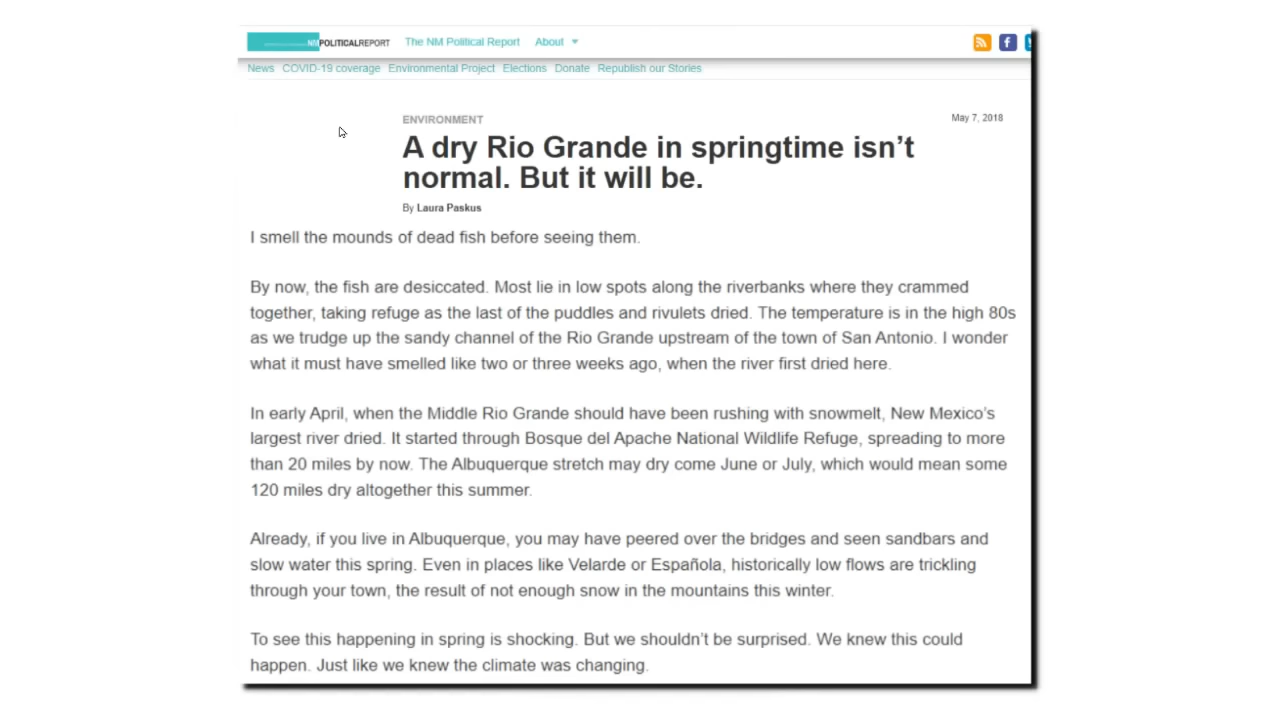 NMPOLITICALREPORT The NM Political Report About
News COVID-19 coverage Environmental Project Elections Donate Republish our Stories
ENVIRONMENT May 7, 2018
A dry Rio Grande in springtime isn’t
normal. But it will be.
By Laura Paskus
I smell the mounds of dead fish before seeing them.
By now, the fish are desiccated. Most lie in low spots along the riverbanks where they crammed
together, taking refuge as the last of the puddles and rivulets dried. The temperature is in the high 80s
as we trudge up the sandy channel of the Rio Grande upstream of the town of San Antonio. I wonder
what it must have smelled like two or three weeks ago, when the river first dried here.
In early April, when the Middle Rio Grande should have been rushing with snowmelt, New Mexico’s
largest river dried. It started through Bosque del Apache National Wildlife Refuge, spreading to more
than 20 miles by now. The Albuquerque stretch may dry come June or July, which would mean some
120 miles dry altogether this summer.
Already, if you live in Albuquerque, you may have peered over the bridges and seen sandbars and
slow water this spring. Even in places like Velarde or Española, historically low flows are trickling
through your town, the result of not enough snow in the mountains this winter.
To see this happening in spring is shocking. But we shouldn’t be surprised. We knew this could
happen. Just like we knew the climate was changing.